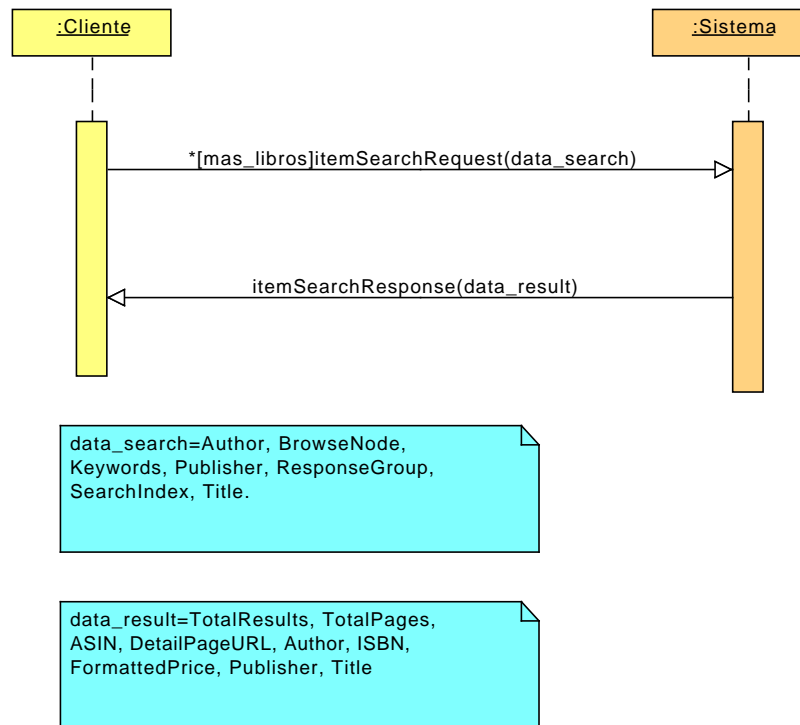 :Cliente
:Sistema
*[mas_libros]itemSearchRequest(data_search)
itemSearchResponse(data_result)
data_search=Author, BrowseNode,
Keywords, Publisher, ResponseGroup,
SearchIndex, Title.
data_result=TotalResults, TotalPages,
ASIN, DetailPageURL, Author, ISBN,
FormattedPrice, Publisher, Title